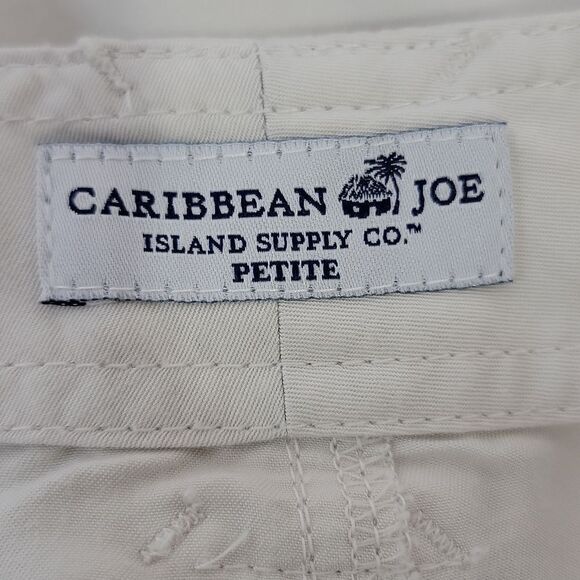 CARIBBEAN JOE
ISLAND SUPPLY CO.™
PETITE